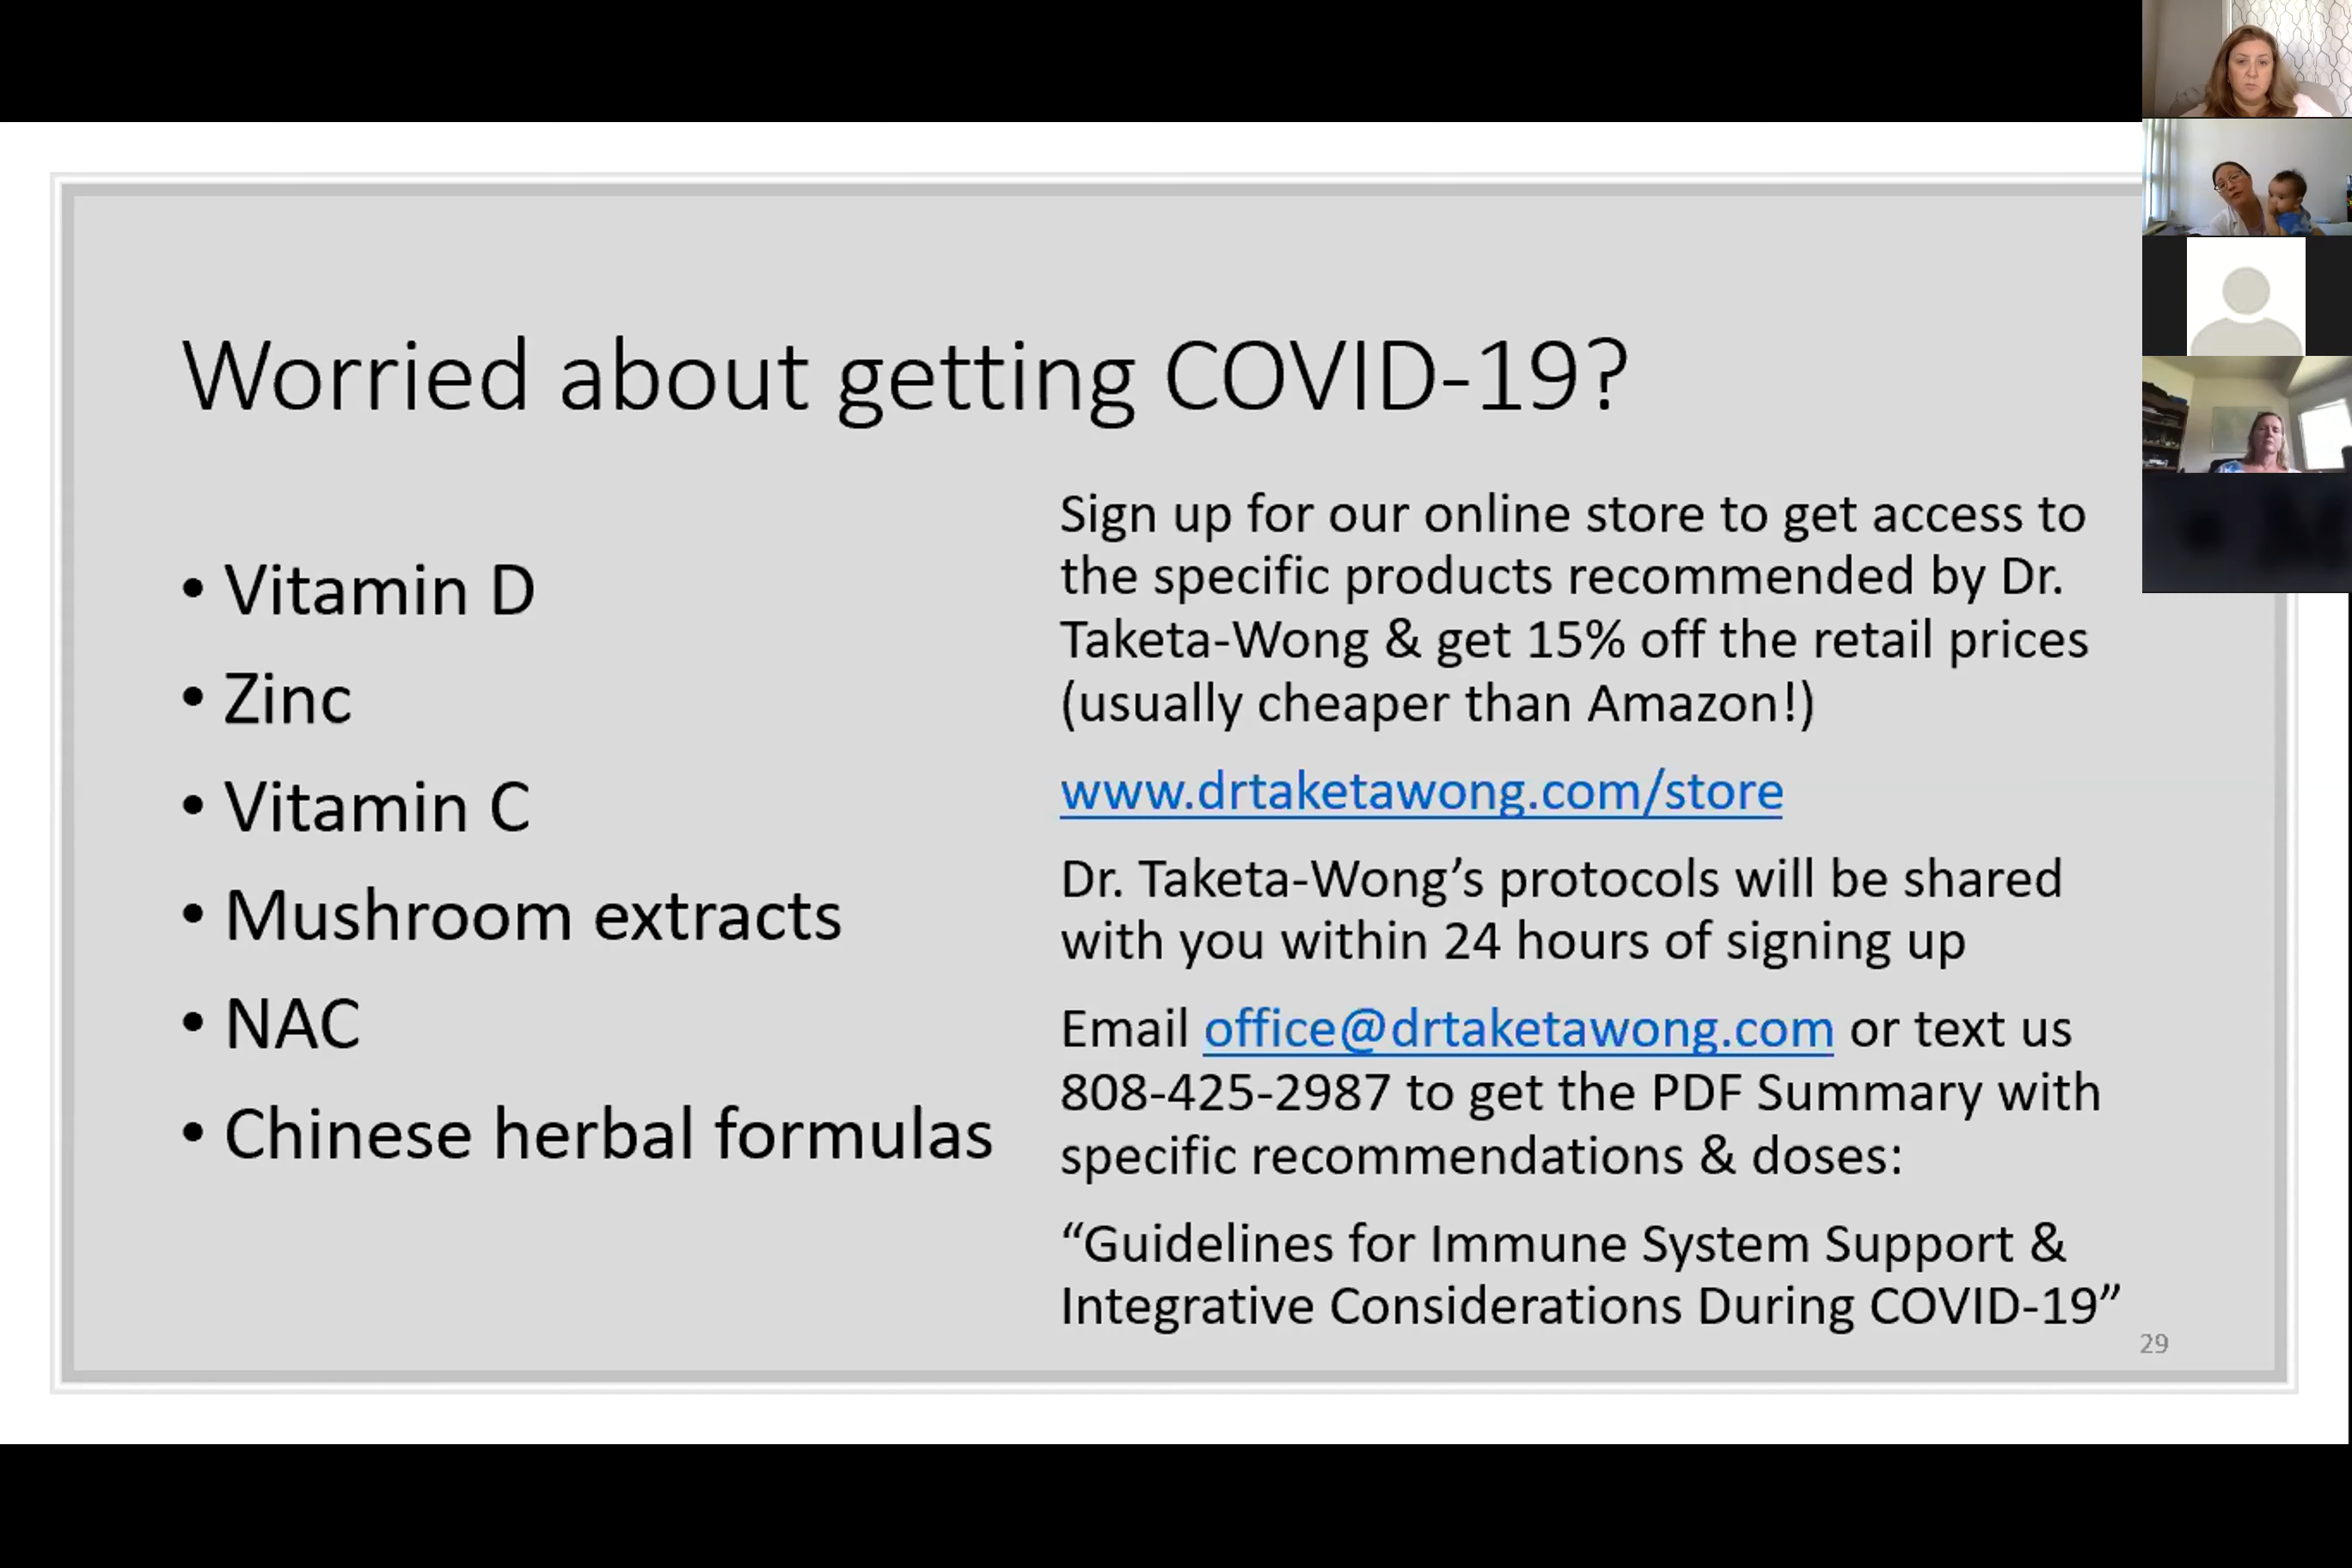 Worried about getting COVID-19?
• Vitamin D
• Zinc
• Vitamin C
• Mushroom extracts
• NAC
• Chinese herbal formulas
Sign up for our online store to get access to
the specific products recommended by Dr.
Taketa-Wong & get 15% off the retail prices
(usually cheaper than Amazon!)
www.drtaketawong.com/store
Dr. Taketa-Wong’s protocols will be shared
with you within 24 hours of signing up
Email office@drtaketawong.com or text us
808-425-2987 to get the PDF Summary with
specific recommendations & doses:
“Guidelines for Immune System Support &
Integrative Considerations During COVID-19”
29